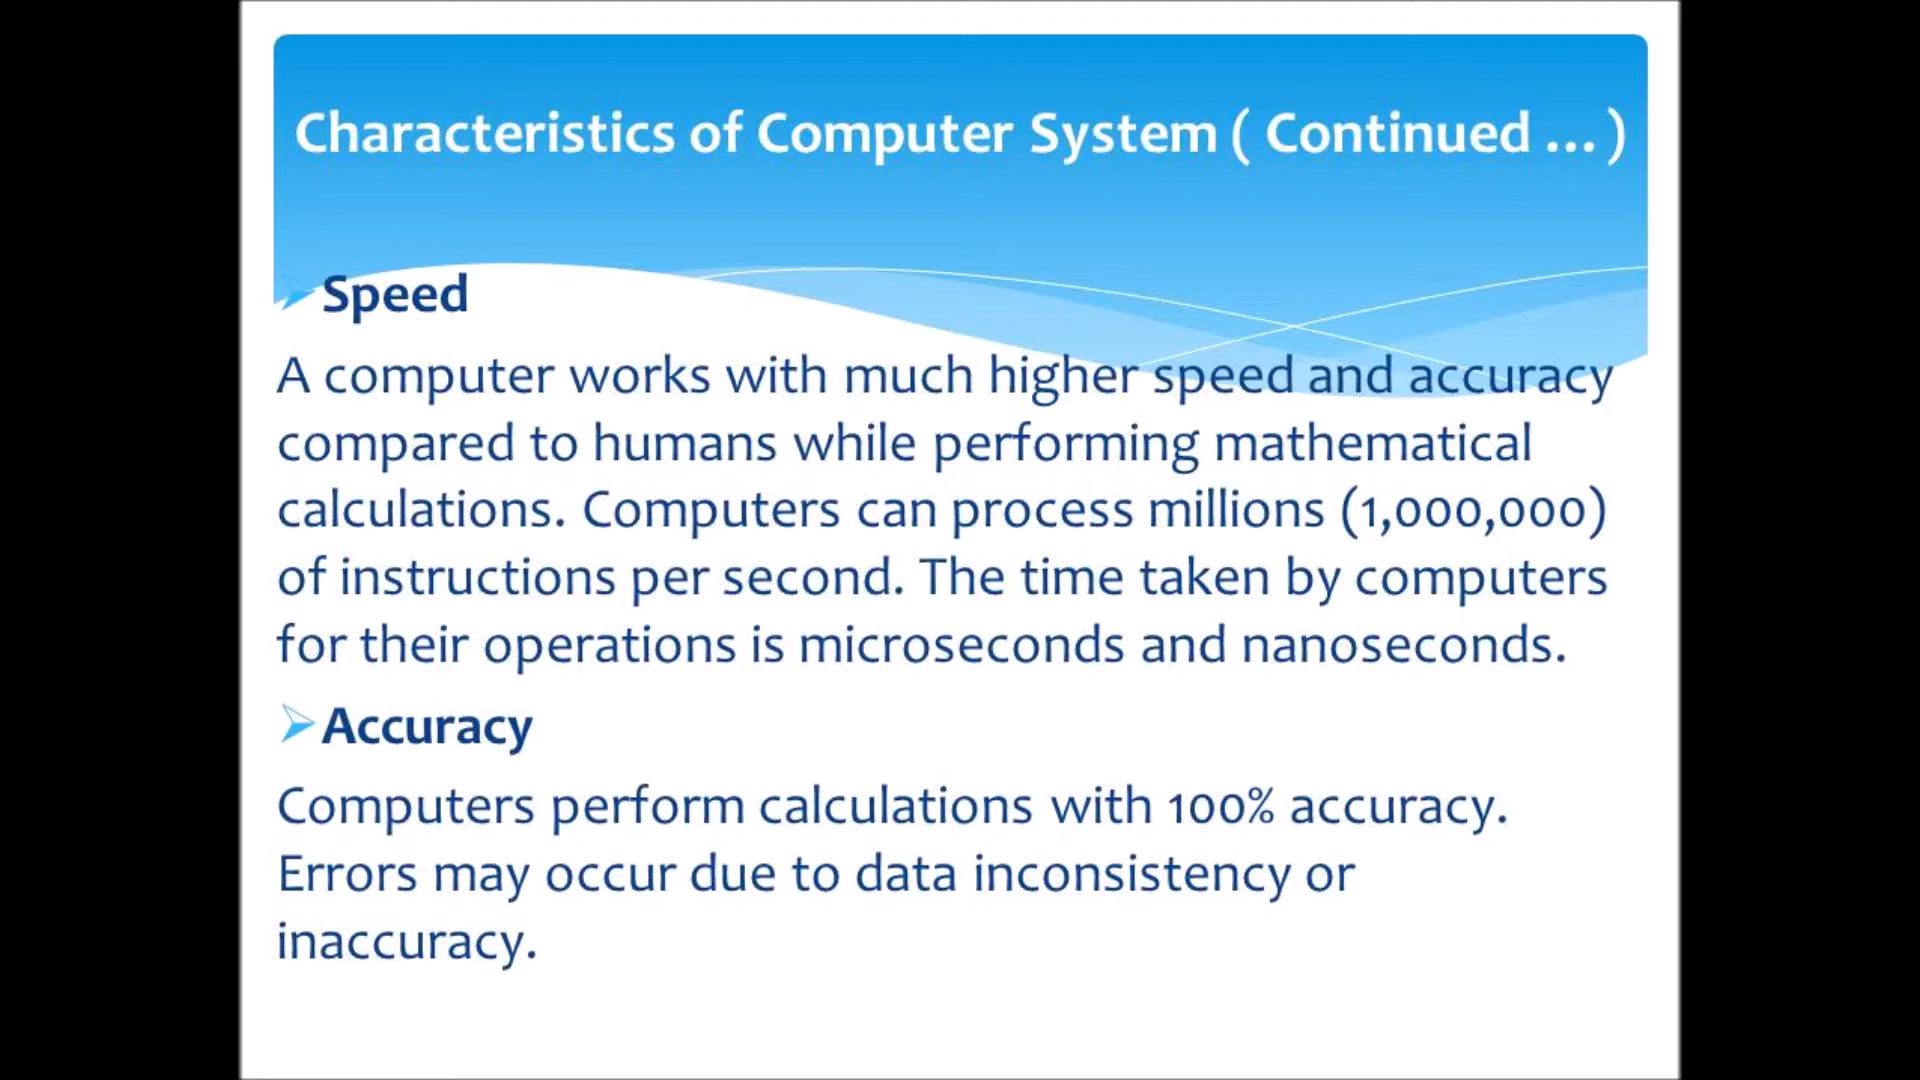 Characteristics of Computer System ( Continued ... )
Speed
A computer works with much higher speed and accuracy
compared to humans while performing mathematical
calculations. Computers can process millions (1,000,000)
of instructions per second. The time taken by computers
for their operations is microseconds and nanoseconds.
Accuracy
Computers perform calculations with 100% accuracy.
Errors may occur due to data inconsistency or
inaccuracy.